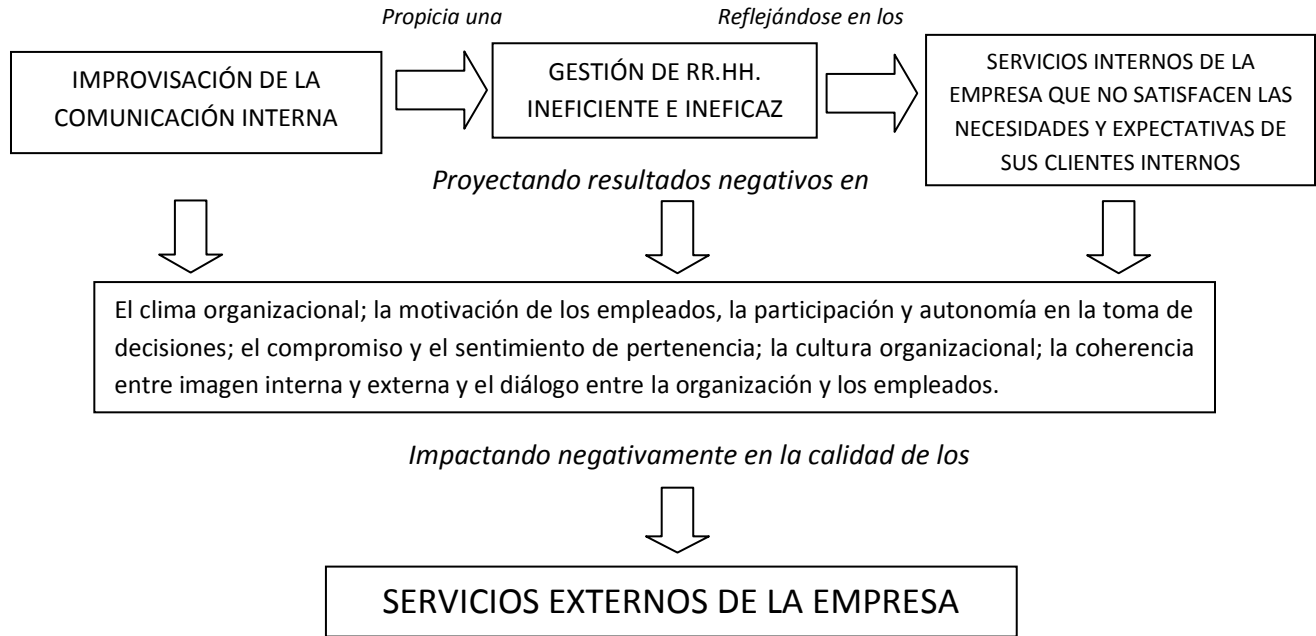 Propicia una
Reflejándose en los
IMPROVISACIÓN DE LA
COMUNICACIÓN INTERNA
GESTIÓN DE RR.HH.
INEFICIENTE E INEFICAZ
SERVICIOS INTERNOS DE LA
EMPRESA QUE NO SATISFACEN LAS
NECESIDADES Y EXPECTATIVAS DE
SUS CLIENTES INTERNOS
Proyectando resultados negativos en
El clima organizacional; la motivación de los empleados, la participación y autonomía en la toma de
decisiones; el compromiso y el sentimiento de pertenencia; la cultura organizacional; la coherencia
entre imagen interna y externa y el diálogo entre la organización y los empleados.
Impactando negativamente en la calidad de los
SERVICIOS EXTERNOS DE LA EMPRESA